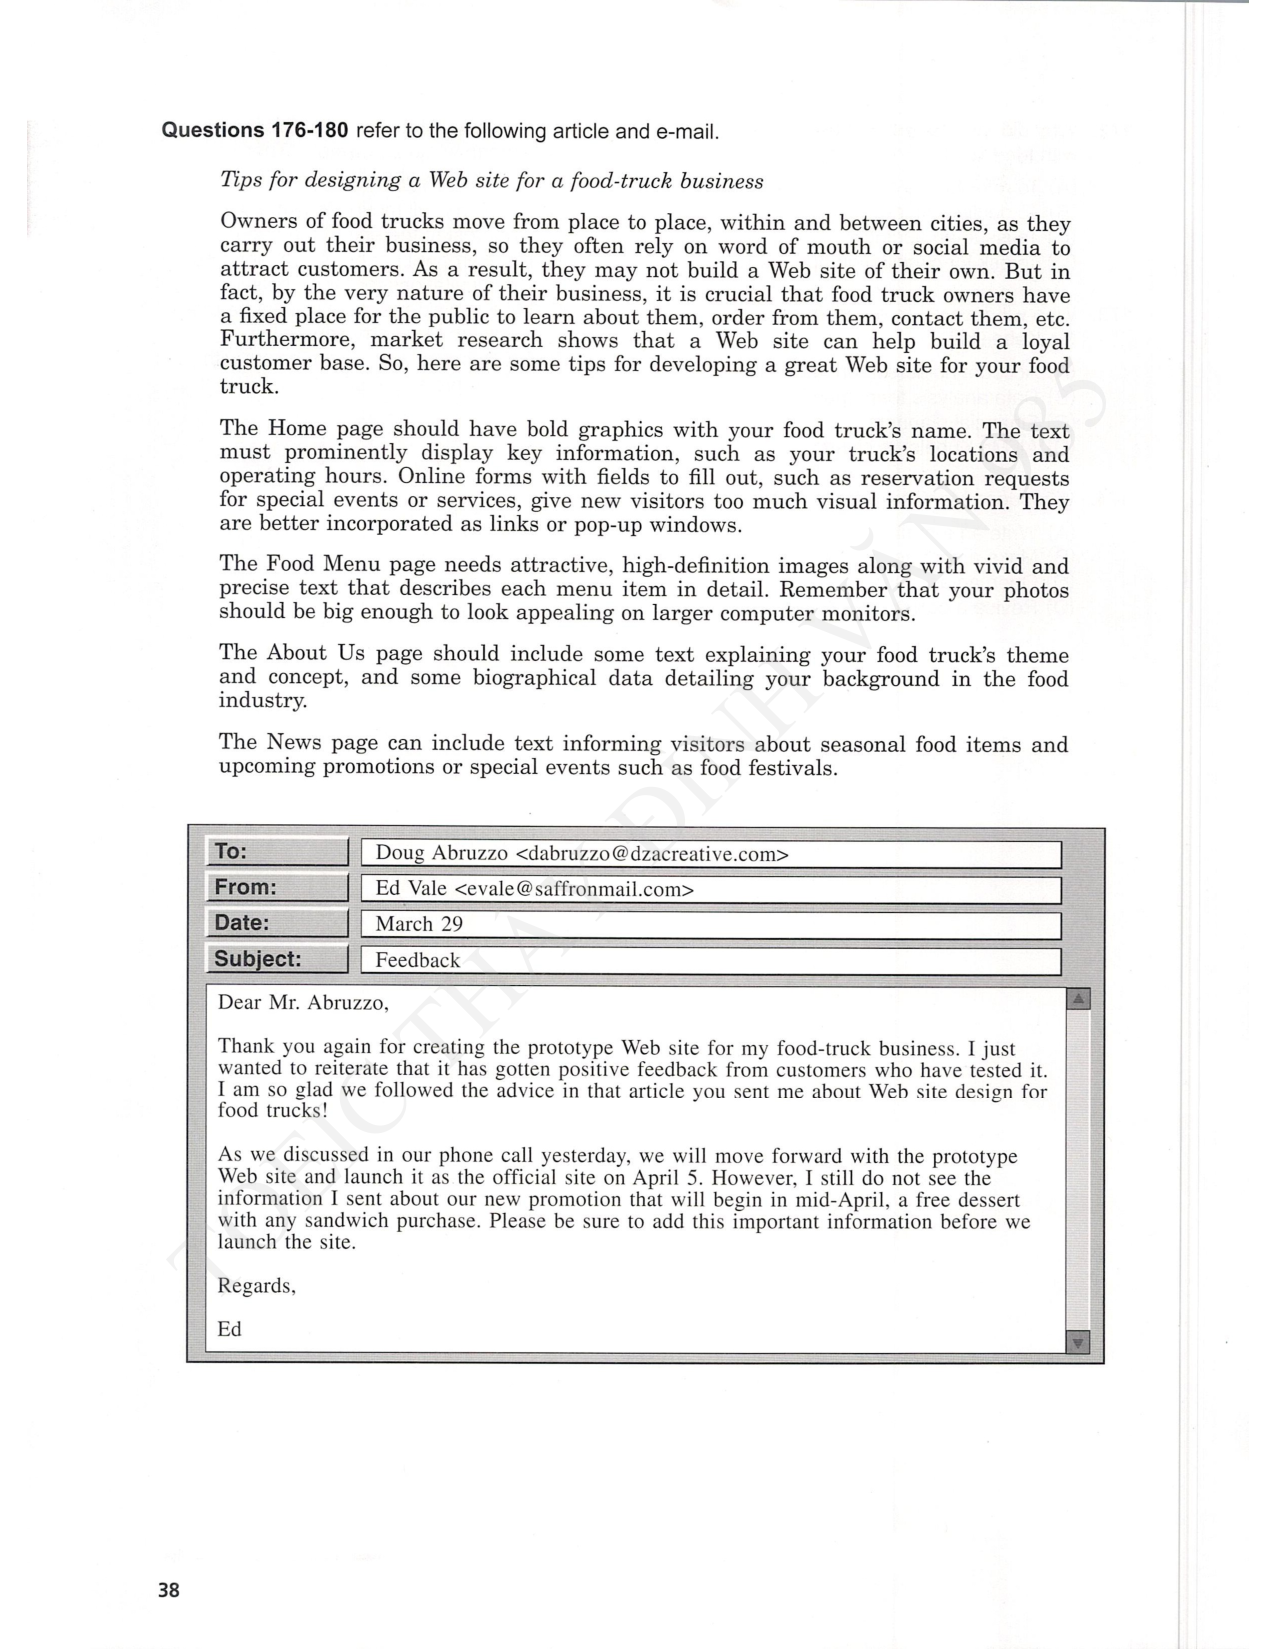 Questions 176-180 refer to the following article and e-mail.
Tips for designing a Web site for a food-truck business
Owners of food trucks move from place to place, within and between cities, as they
carry out their business, so they often rely on word of mouth or social media to
attract customers. As a result, they may not build a Web site of their own. But in
fact, by the very nature of their business, it is crucial that food truck owners have
a fixed place for the public to learn about them, order from them, contact them, etc.
Furthermore, market research shows that a Web site can help build a loyal
customer base. So, here are some tips for developing a great Web site for your food
truck.
The Home page should have bold graphics with your food truck's name. The text
must prominently display key information, such as your truck's locations and
operating hours. Online forms with fields to fill out, such as reservation requests
for special events or services, give new visitors too much visual information. They
are better incorporated as links or pop-up windows.
The Food Menu page needs attractive, high-definition images along with vivid and
precise text that describes each menu item in detail. Remember that your photos
should be big enough to look appealing on larger computer monitors.
The About Us page should include some text explaining your food truck's theme
and concept, and some biographical data detailing your background in the food
industry.
The News page can include text informing visitors about seasonal food items and
upcoming promotions or special events such as food festivals.
To: Doug Abruzzo <dabruzzo@dzacreative.com>
From: Ed Vale <evale@saffronmail.com>
Date: March 29
Subject: Feedback
Dear Mr. Abruzzo,
Thank you again for creating the prototype Web site for my food-truck business. I just
wanted to reiterate that it has gotten positive feedback from customers who have tested it.
I am so glad we followed the advice in that article you sent me about Web site design for
food trucks!
As we discussed in our phone call yesterday, we will move forward with the prototype
Web site and launch it as the official site on April 5. However, I still do not see the
information I sent about our new promotion that will begin in mid-April, a free dessert
with any sandwich purchase. Please be sure to add this important information before we
launch the site.
Regards,
Ed
38
TOEIC THẦY ĐÌNH VĂN 985